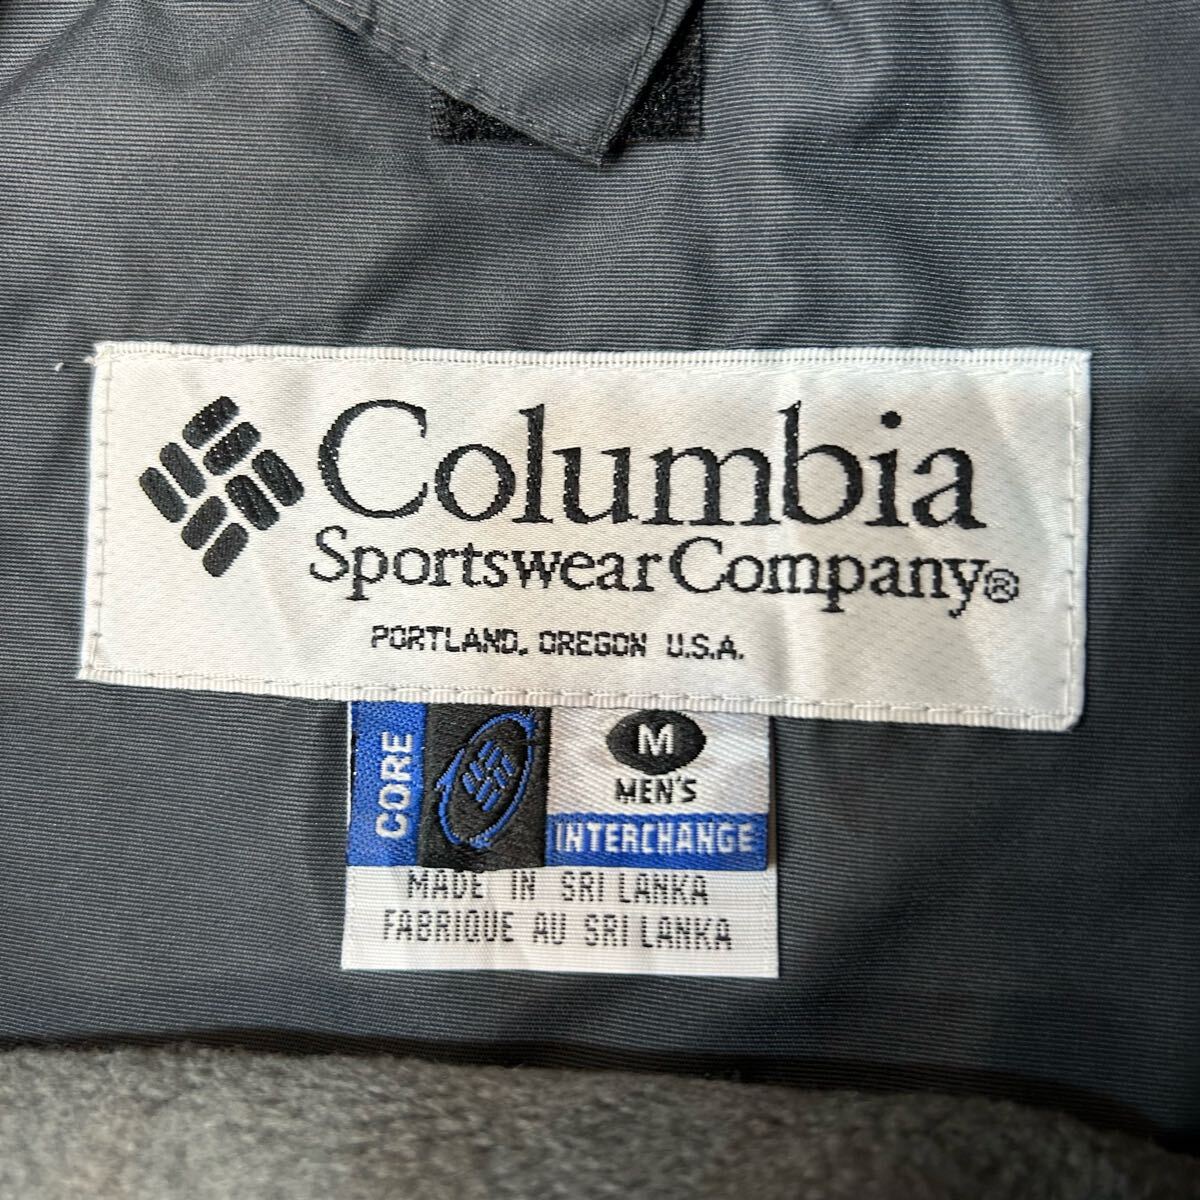 Columbia
Sportswear Company®
PORTLAND, OREGON U.S.A.
CORE
M
MEN'S
INTERCHANGE
MADE IN SRI LANKA
FABRIQUE AU SRI LANKA